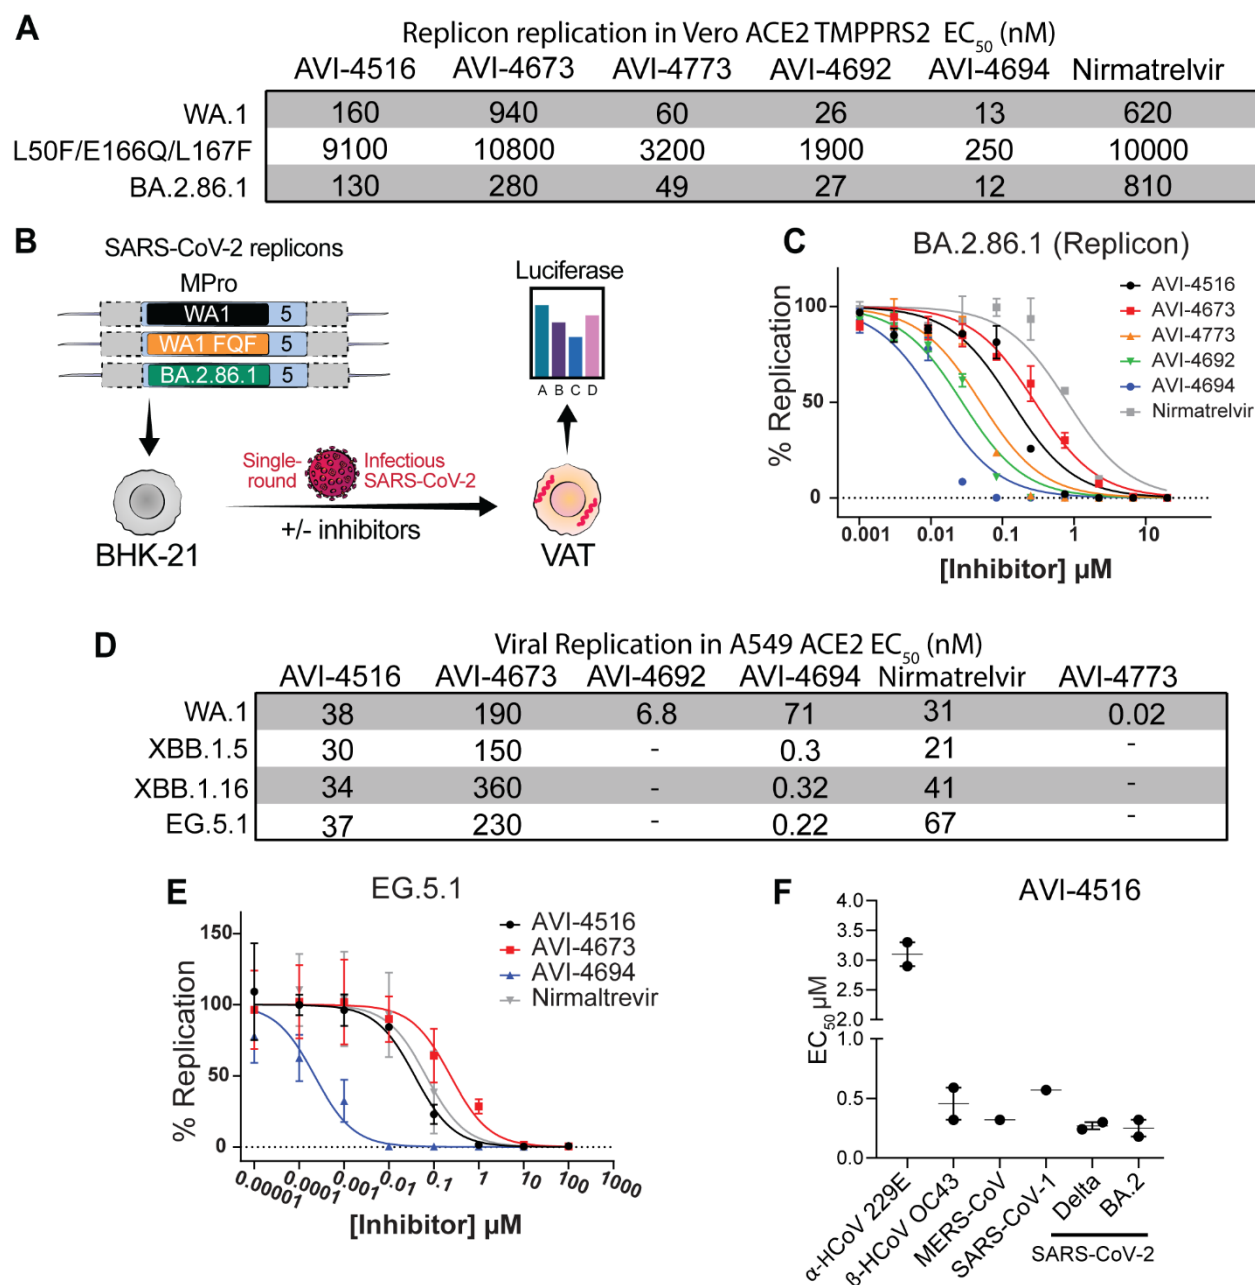 A
Replicon replication in Vero ACE2 TMPPRS2 EC50 (nM)
AVI-4516 AVI-4673 AVI-4773 AVI-4692 AVI-4694 Nirmatrelvir
WA.1 160 940 60 26 13 620
L50F/E166Q/L167F 9100 10800 3200 1900 250 10000
BA.2.86.1 130 280 49 27 12 810
B
SARS-CoV-2 replicons
MPro
WA1 5
WA1 FQF 5
BA.2.86.1 5
BHK-21
Single-round Infectious SARS-CoV-2
+/- inhibitors
Luciferase
A B C D
VAT
C
BA.2.86.1 (Replicon)
AVI-4516
AVI-4673
AVI-4773
AVI-4692
AVI-4694
Nirmatrelvir
% Replication
100
50
0
0.001 0.01 0.1 1 10
[Inhibitor] µM
D
Viral Replication in A549 ACE2 EC50 (nM)
AVI-4516 AVI-4673 AVI-4692 AVI-4694 Nirmatrelvir AVI-4773
WA.1 38 190 6.8 71 31 0.02
XBB.1.5 30 150 - 0.3 21 -
XBB.1.16 34 360 - 0.32 41 -
EG.5.1 37 230 - 0.22 67 -
E
EG.5.1
AVI-4516
AVI-4673
AVI-4694
Nirmaltrevir
% Replication
150
100
50
0
0.00001 0.0001 0.001 0.01 0.1 1 10 100 1000
[Inhibitor] µM
F
AVI-4516
EC50 µM
4.0
3.5
3.0
2.5
2.0
1.0
0.5
0.0
α-HCoV 229E
β-HCoV OC43
MERS-CoV
SARS-CoV-1
Delta
BA.2
SARS-CoV-2